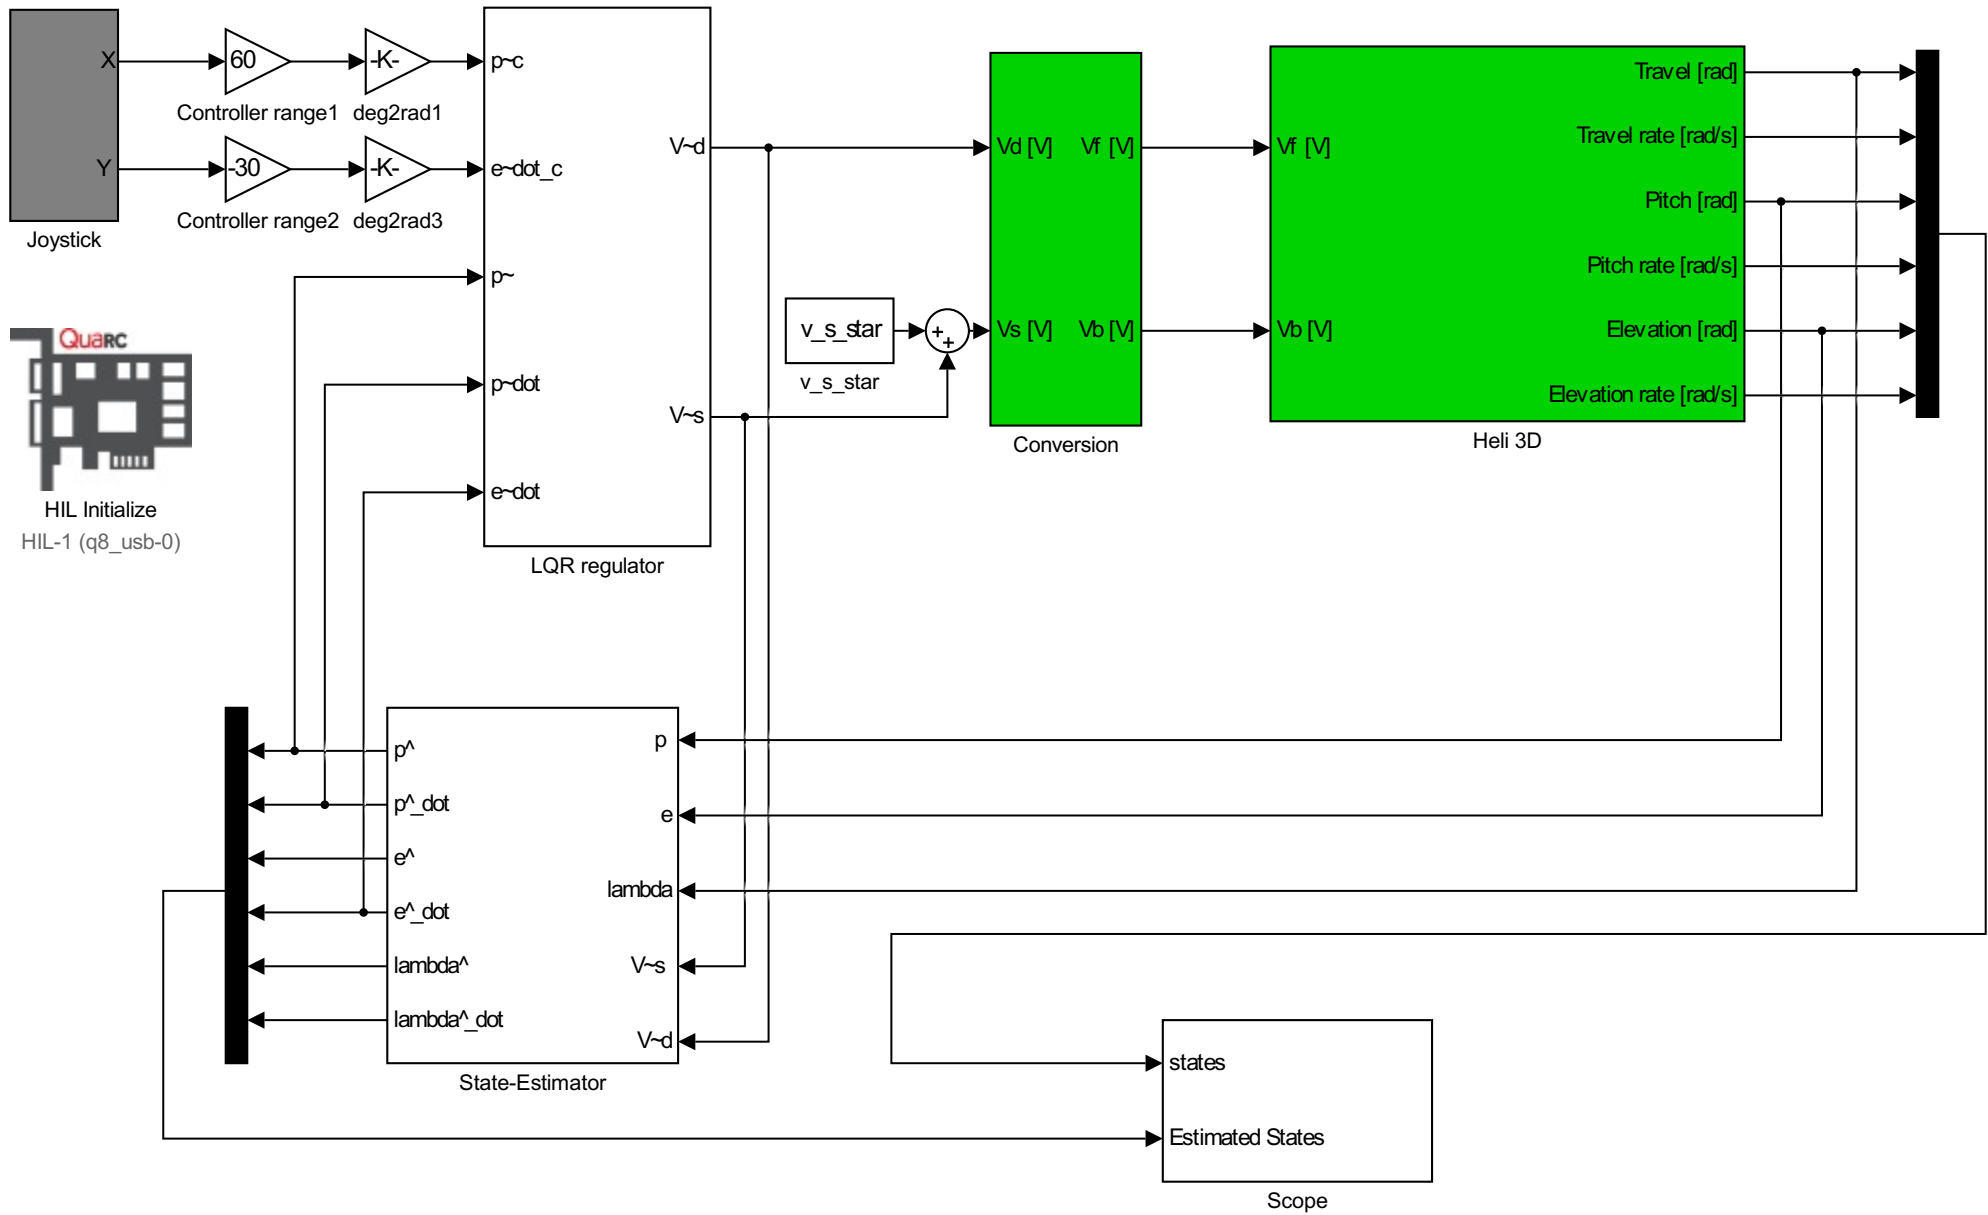 X
Y
Joystick
60
Controller range1
-K-
deg2rad1
-30
Controller range2
-K-
deg2rad3
QUARC
HIL Initialize
HIL-1 (q8_usb-0)
p~c
e~dot_c
p~
p~dot
e~dot
V~d
V~s
LQR regulator
v_s_star
v_s_star
+
+
Vd [V]
Vs [V]
Vf [V]
Vb [V]
Conversion
Vf [V]
Vb [V]
Travel [rad]
Travel rate [rad/s]
Pitch [rad]
Pitch rate [rad/s]
Elevation [rad]
Elevation rate [rad/s]
Heli 3D
p^
p^_dot
e^
e^_dot
lambda^
lambda^_dot
p
e
lambda
V~s
V~d
State-Estimator
states
Estimated States
Scope